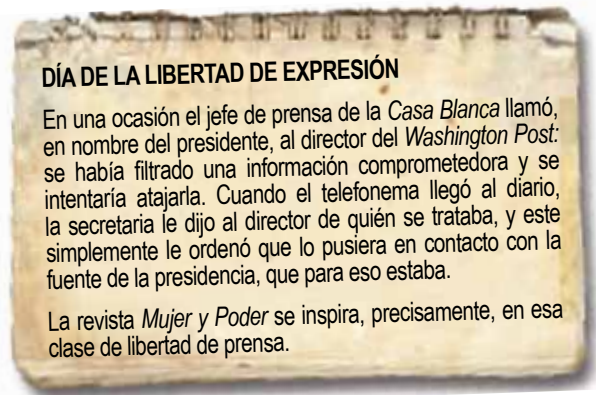 DÍA DE LA LIBERTAD DE EXPRESIÓN
En una ocasión el jefe de prensa de la Casa Blanca llamó,
en nombre del presidente, al director del Washington Post:
se había filtrado una información comprometedora y se
intentaría atajarla. Cuando el telefonema llegó al diario,
la secretaria le dijo al director de quién se trataba, y este
simplemente le ordenó que lo pusiera en contacto con la
fuente de la presidencia, que para eso estaba.
La revista Mujer y Poder se inspira, precisamente, en esa
clase de libertad de prensa.